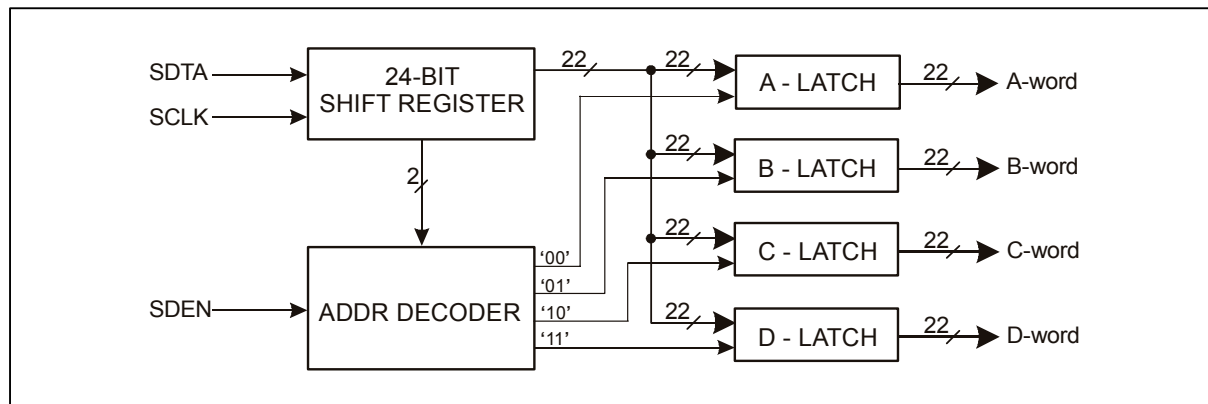 SDTA
SCLK
24-BIT
SHIFT REGISTER
22
22
A - LATCH
22
A-word
2
22
B - LATCH
22
B-word
SDEN
ADDR DECODER
'00'
'01'
'10'
'11'
22
C - LATCH
22
C-word
22
D - LATCH
22
D-word